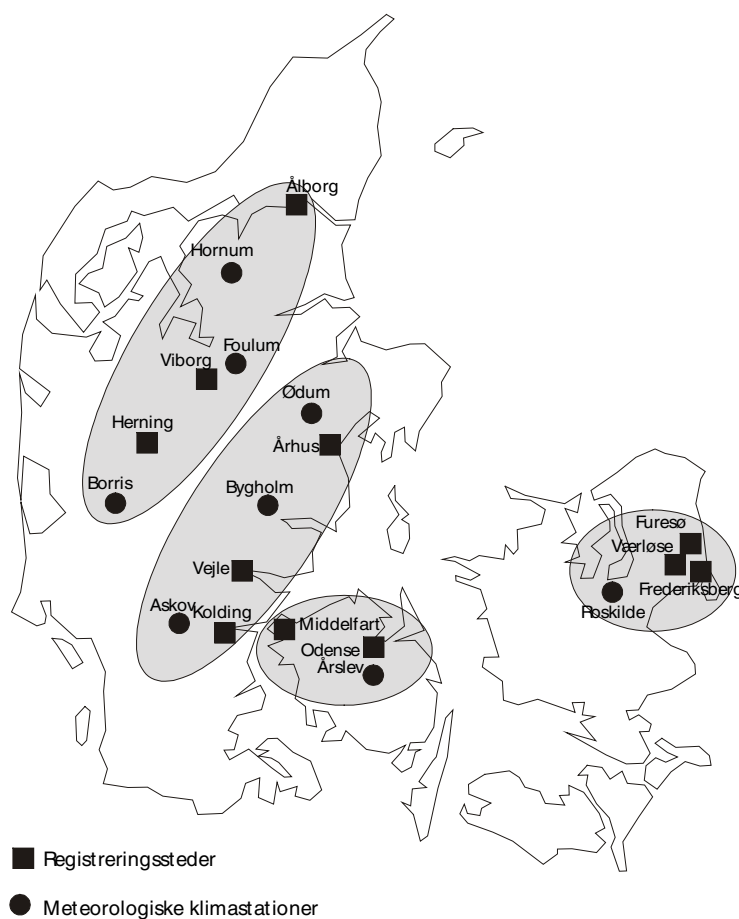 Ålborg
Hornum
Foulum
Viborg
Ødum
Herning
Århus
Borris
Bygholm
Furesø
Værløse
Vejle
Frederiksberg
Askov
Kolding
Roskilde
Middelfart
Odense
Årslev
Registreringssteder
Meteorologiske klimastationer